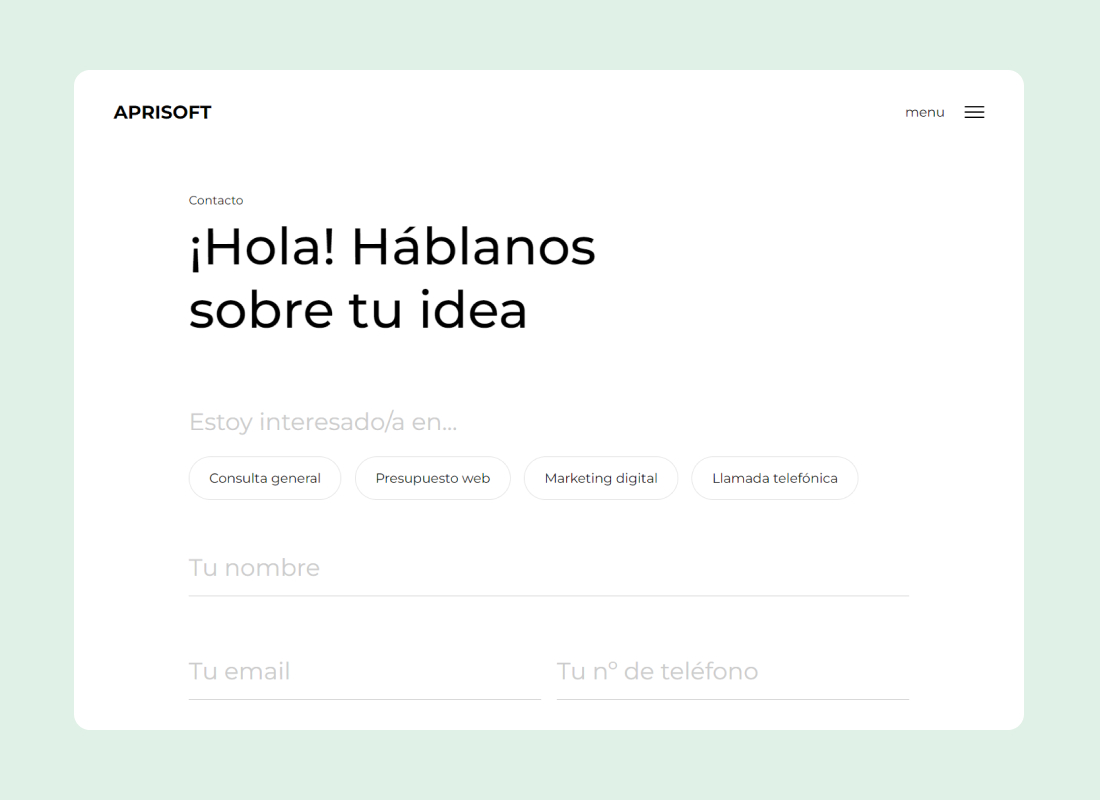 APRISOFT
menu
Contacto
¡Hola! Háblanos
sobre tu idea
Estoy interesado/a en...
Consulta general
Presupuesto web
Marketing digital
Llamada telefónica
Tu nombre
Tu email
Tu nº de teléfono